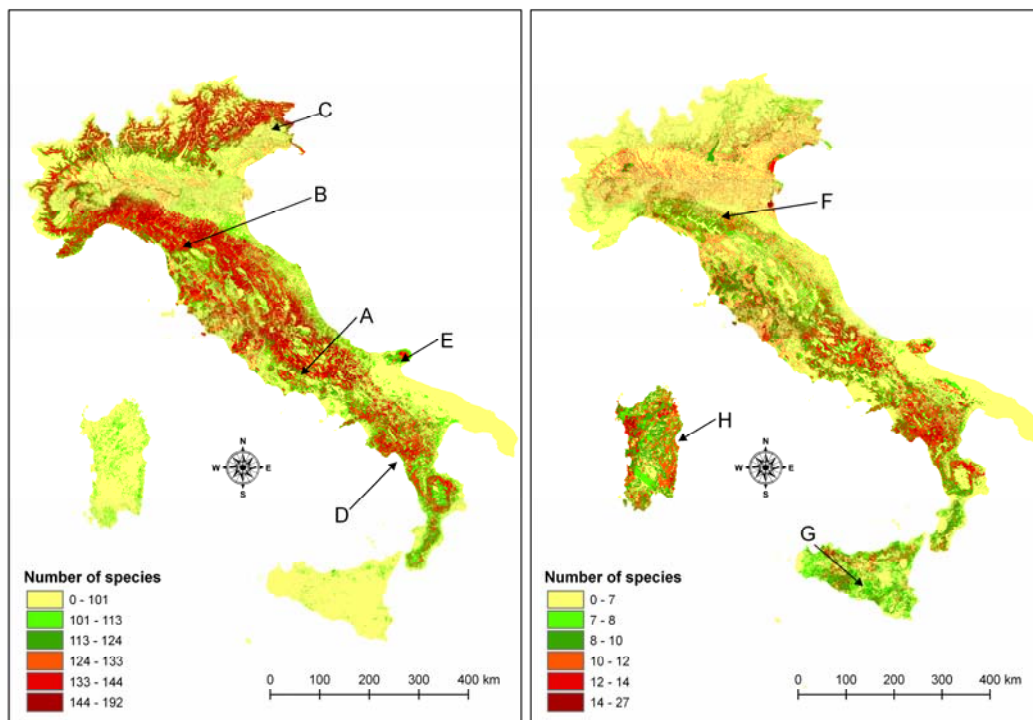 C
B
A
E
D
N
W E
S
Number of species
0 - 101
101 - 113
113 - 124
124 - 133
133 - 144
144 - 192
0 100 200 300 400 km
F
H
G
N
W E
S
Number of species
0 - 7
7 - 8
8 - 10
10 - 12
12 - 14
14 - 27
0 100 200 300 400 km